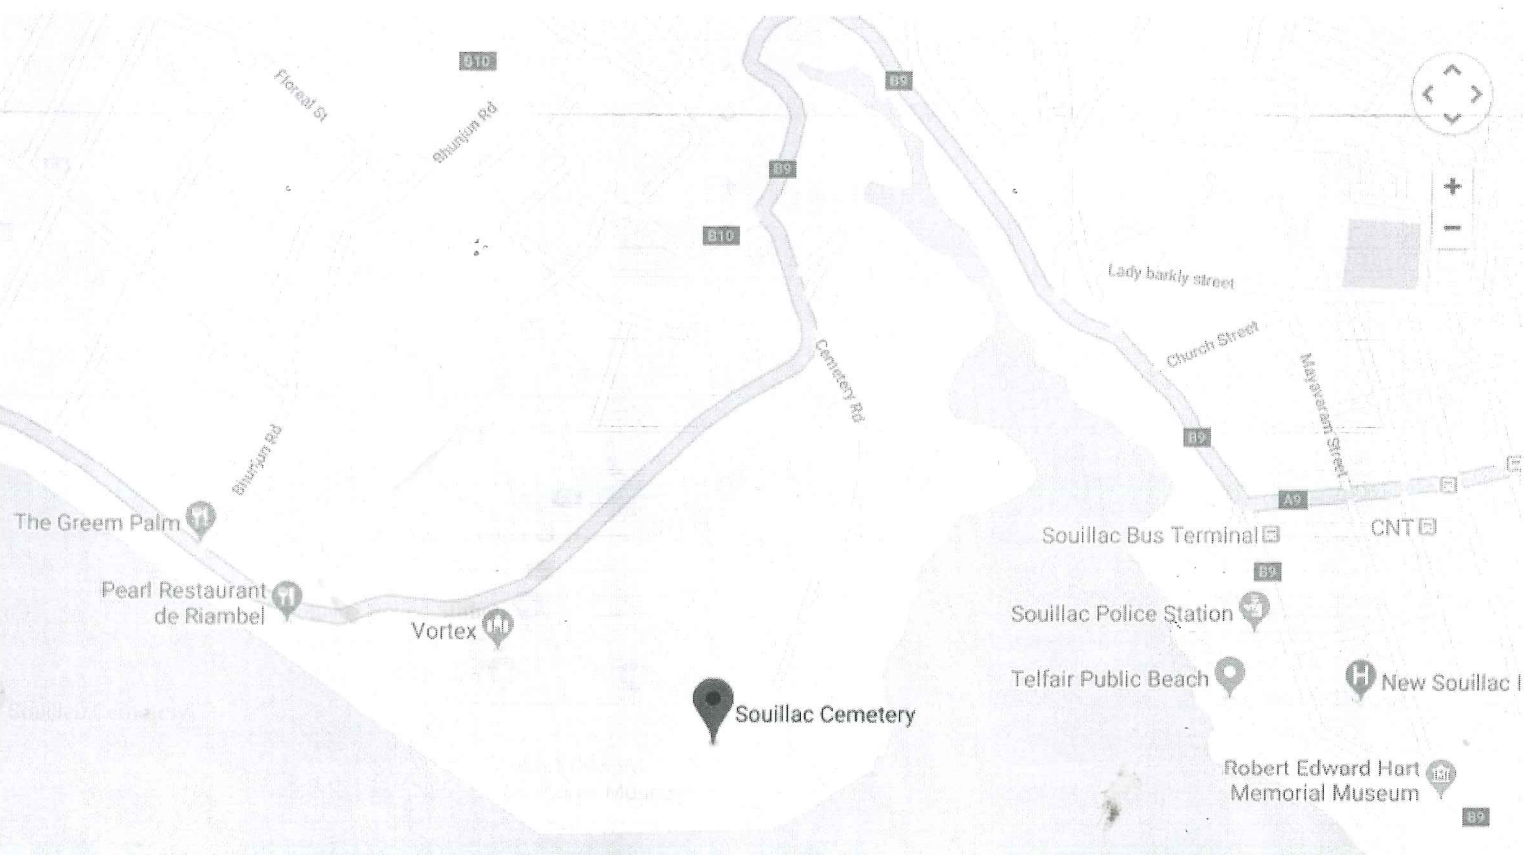 B10
B9
Floreal St
Bhunjun Rd
B9
B10
Lady barkly street
Church Street
Cemetery Rd
Mayavaram Street
B9
Bhunjun Rd
A9
The Greem Palm
Souillac Bus Terminal
CNT
B9
Pearl Restaurant
de Riambel
Souillac Police Station
Vortex
Telfair Public Beach
H
New Souillac
Souillac Cemetery
Robert Edward Hart
Memorial Museum
B9